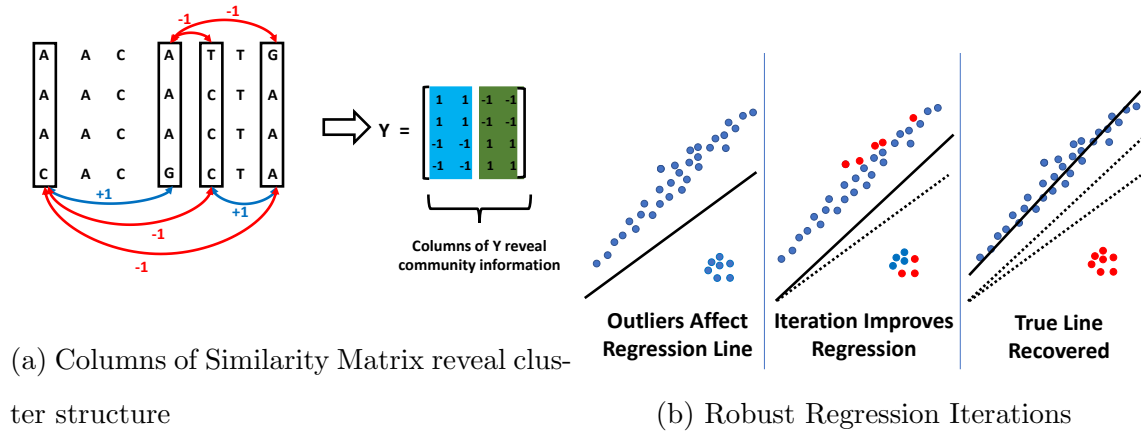 -1
-1
A A C A T T G
A A C A C T A
A A C A C T A
C A C G C T A
+1
+1
-1
-1
Y =
1 1 -1 -1
1 1 -1 -1
-1 -1 1 1
-1 -1 1 1
Columns of Y reveal
community information
(a) Columns of Similarity Matrix reveal clus-
ter structure
Outliers Affect
Regression Line
Iteration Improves
Regression
True Line
Recovered
(b) Robust Regression Iterations